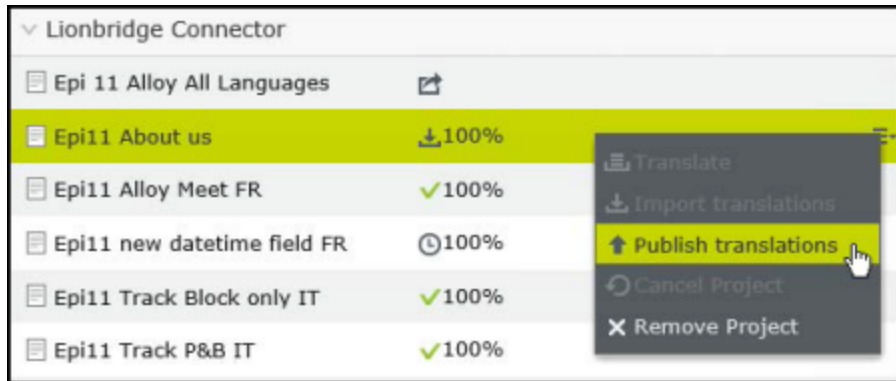 Lionbridge Connector
Epi 11 Alloy All Languages
Epi11 About us 100%
Translate
Epi11 Alloy Meet FR 100%
Import translations
Epi11 new datetime field FR 100%
Publish translations
Cancel Project
Epi11 Track Block only IT 100%
Remove Project
Epi11 Track P&B IT 100%